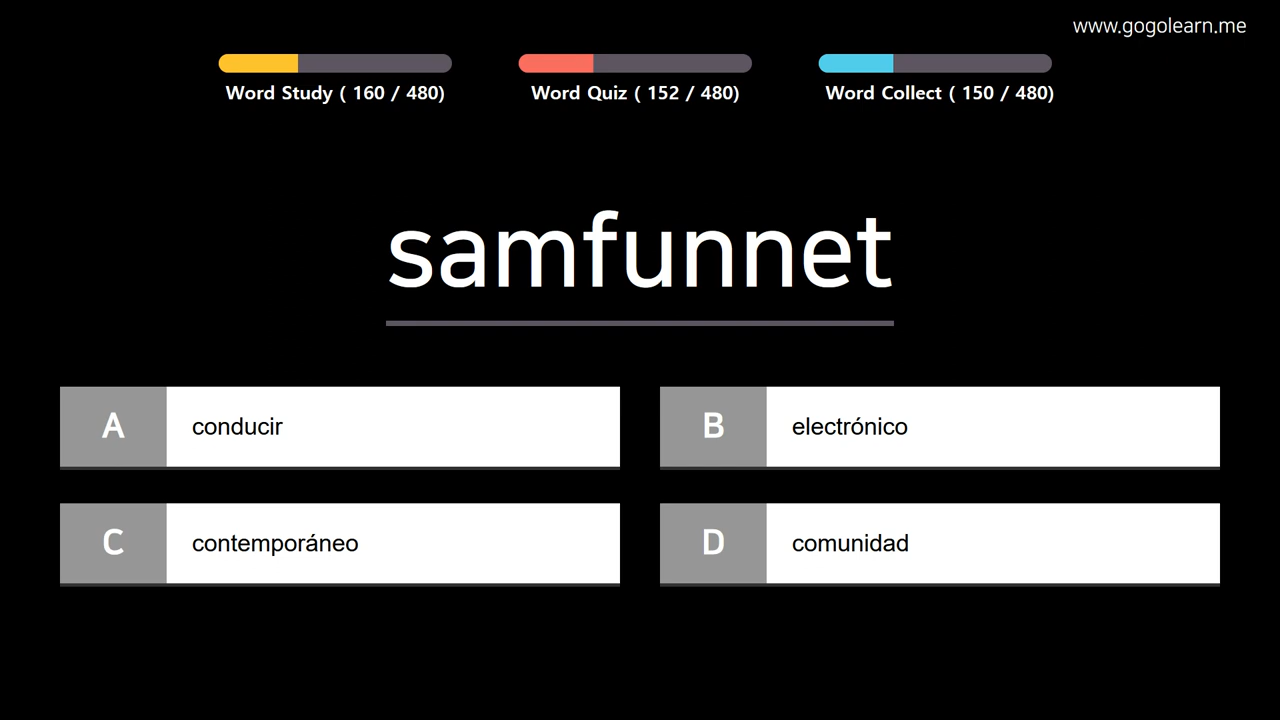 www.gogolearn.me
Word Study ( 160 / 480)
Word Quiz ( 152 / 480)
Word Collect ( 150 / 480)
samfunnet
A conducir
B electrónico
C contemporáneo
D comunidad